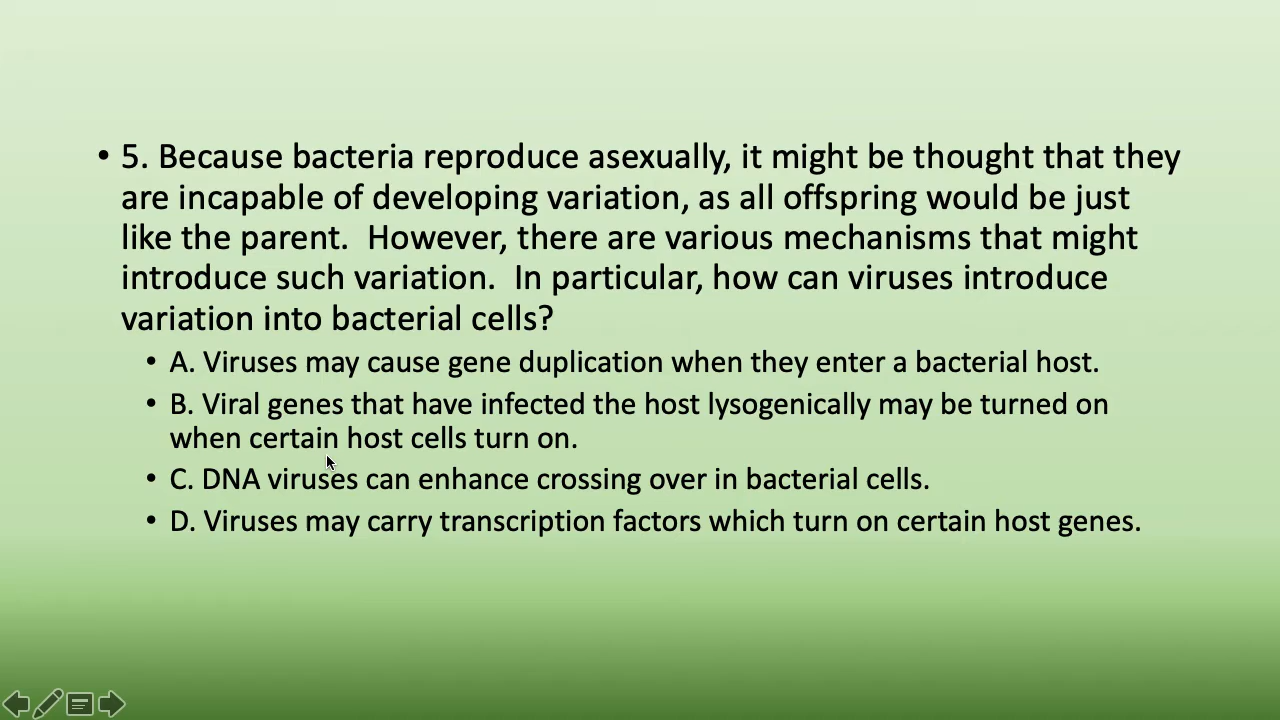 • 5. Because bacteria reproduce asexually, it might be thought that they
are incapable of developing variation, as all offspring would be just
like the parent.  However, there are various mechanisms that might
introduce such variation.  In particular, how can viruses introduce
variation into bacterial cells?
• A. Viruses may cause gene duplication when they enter a bacterial host.
• B. Viral genes that have infected the host lysogenically may be turned on
when certain host cells turn on.
• C. DNA viruses can enhance crossing over in bacterial cells.
• D. Viruses may carry transcription factors which turn on certain host genes.